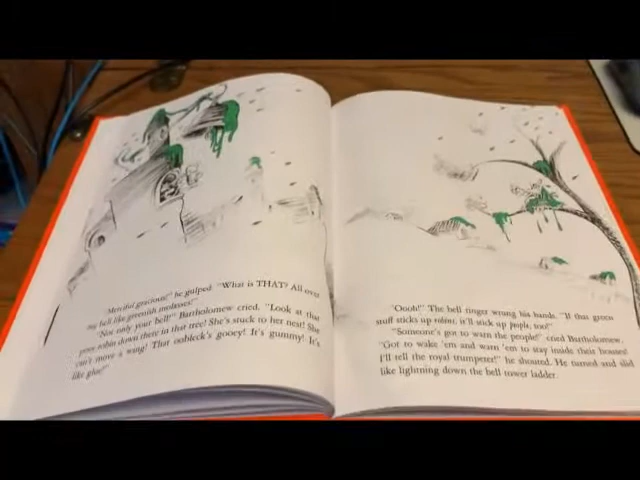 "Merciful gracious!" he gulped. "What is THAT? All over
my bell like greenish molasses!"
"Not only your bell!" Bartholomew cried. "Look at that
poor robin down there in that tree! She's stuck to her nest! She
can't move a wing! That oobleck's gooey! It's gummy! It's
like glue!"
"Oooh!" The bell ringer wrung his hands. "If that green
stuff sticks up robins, it'll stick up people, too!"
"Someone's got to warn the people!" cried Bartholomew.
"Got to wake 'em and warn 'em to stay inside their houses!
I'll tell the royal trumpeter!" he shouted. He turned and slid
like lightning down the bell tower ladder.